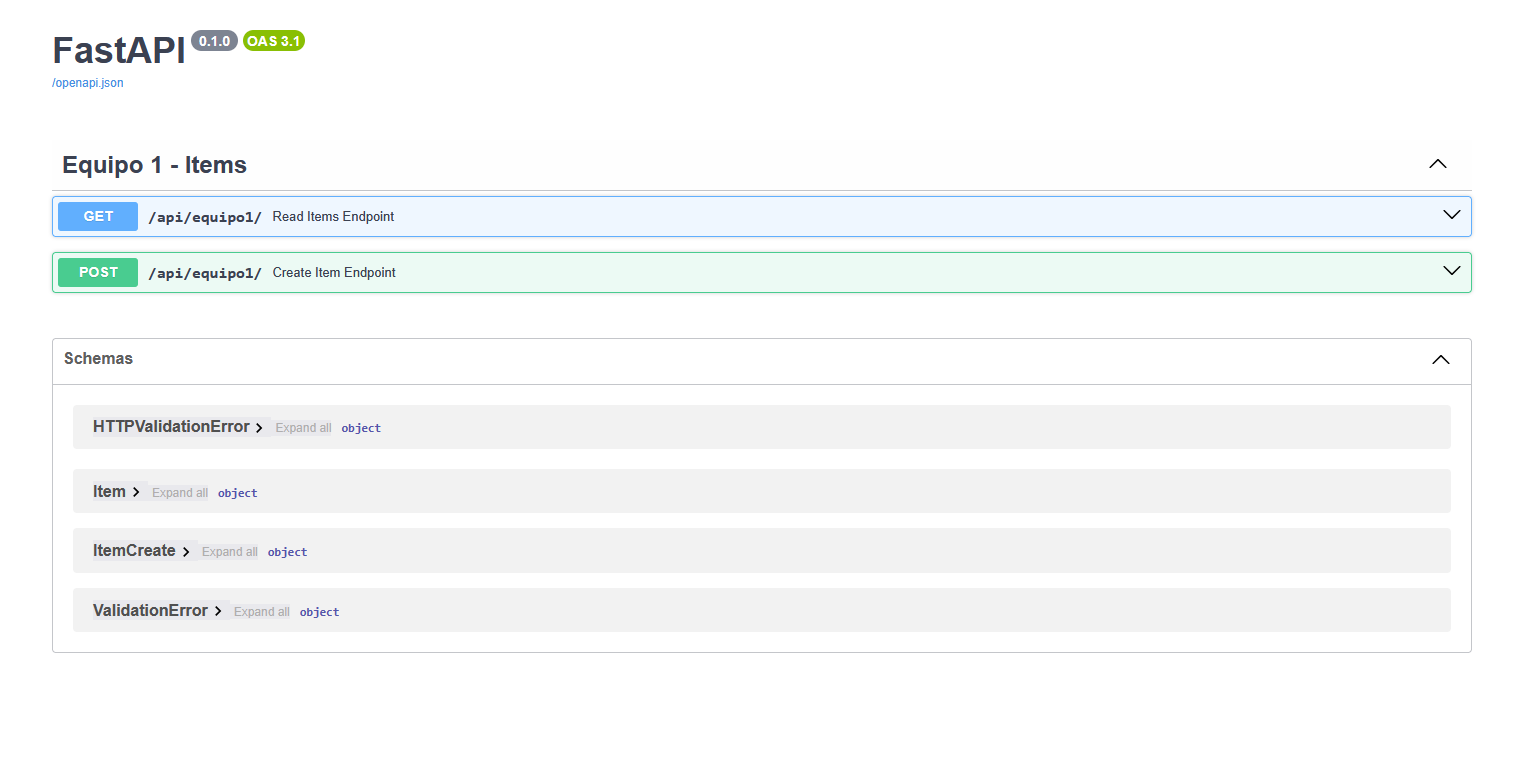 FastAPI 0.1.0 OAS 3.1
/openapi.json
Equipo 1 - Items
GET /api/equipo1/ Read Items Endpoint
POST /api/equipo1/ Create Item Endpoint
Schemas
HTTPValidationError Expand all object
Item Expand all object
ItemCreate Expand all object
ValidationError Expand all object